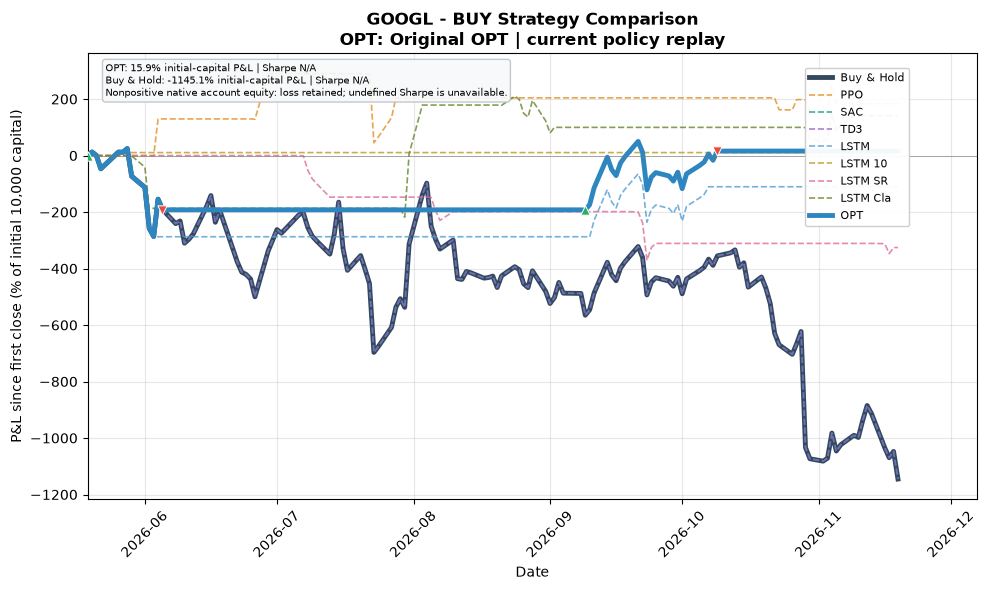 GOOGL - BUY Strategy Comparison
OPT: Original OPT | current policy replay
OPT: 15.9% initial-capital P&L | Sharpe N/A
Buy & Hold: -1145.1% initial-capital P&L | Sharpe N/A
Nonpositive native account equity: loss retained; undefined Sharpe is unavailable.
Buy & Hold
PPO
SAC
TD3
LSTM
LSTM 10
LSTM SR
LSTM Cla
OPT
P&L since first close (% of initial 10,000 capital)
200
0
−200
−400
−600
−800
−1000
−1200
2026-06
2026-07
2026-08
2026-09
2026-10
2026-11
2026-12
Date